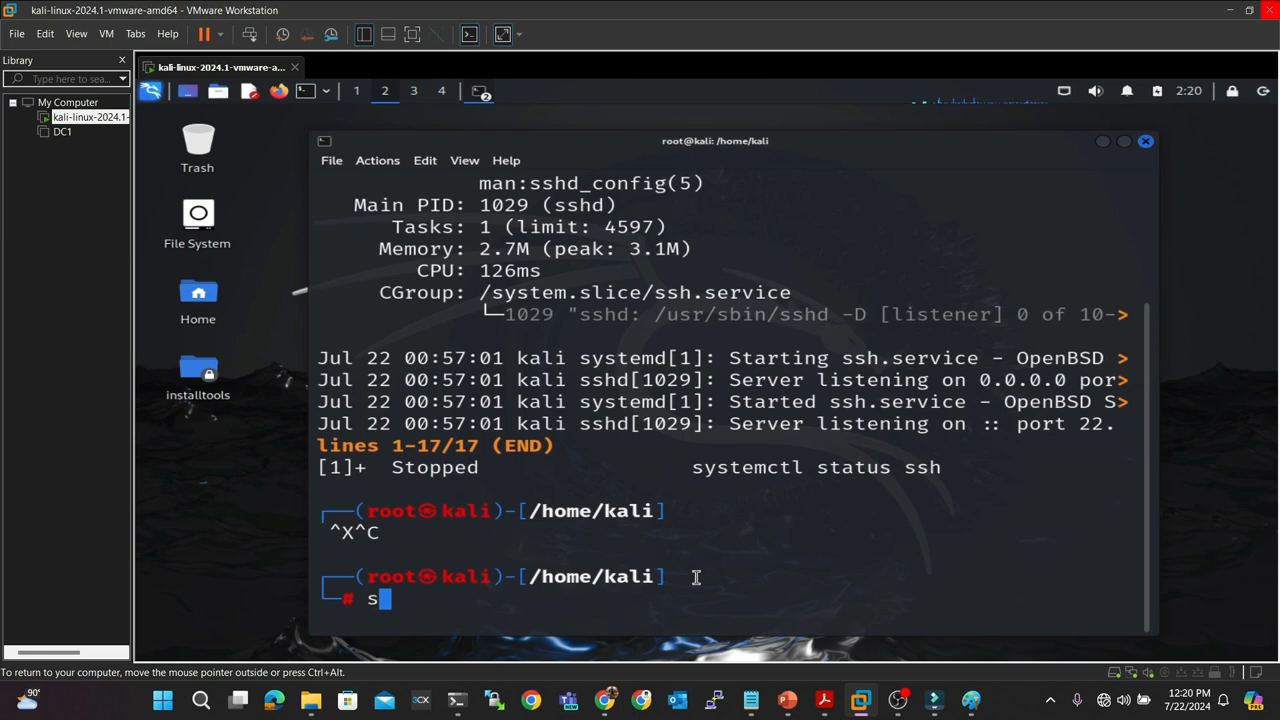 kali-linux-2024.1-vmware-amd64 - VMware Workstation
File Edit View VM Tabs Help
Library
Type here to sea...
My Computer
kali-linux-2024.1-
DC1
kali-linux-2024.1-vmware-a...
1 2 3 4
2
2:20
Trash
File System
Home
installtools
root@kali: /home/kali
File Actions Edit View Help
man:sshd_config(5)
Main PID: 1029 (sshd)
Tasks: 1 (limit: 4597)
Memory: 2.7M (peak: 3.1M)
CPU: 126ms
CGroup: /system.slice/ssh.service
└─1029 "sshd: /usr/sbin/sshd -D [listener] 0 of 10->
Jul 22 00:57:01 kali systemd[1]: Starting ssh.service - OpenBSD >
Jul 22 00:57:01 kali sshd[1029]: Server listening on 0.0.0.0 por>
Jul 22 00:57:01 kali systemd[1]: Started ssh.service - OpenBSD S>
Jul 22 00:57:01 kali sshd[1029]: Server listening on :: port 22.
lines 1-17/17 (END)
[1]+ Stopped systemctl status ssh
┌──(root㉿kali)-[/home/kali]
^X^C
┌──(root㉿kali)-[/home/kali]
└─# s
To return to your computer, move the mouse pointer outside or press Ctrl+Alt.
90°
12:20 PM
7/22/2024